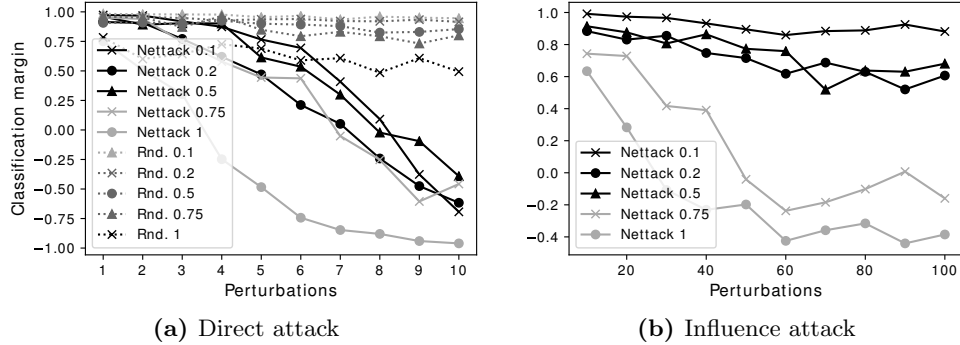 Classification margin
1.00
0.75
0.50
0.25
0.00
−0.25
−0.50
−0.75
−1.00
Nettack 0.1
Nettack 0.2
Nettack 0.5
Nettack 0.75
Nettack 1
Rnd. 0.1
Rnd. 0.2
Rnd. 0.5
Rnd. 0.75
Rnd. 1
1 2 3 4 5 6 7 8 9 10
Perturbations
(a) Direct attack
1.0
0.8
0.6
0.4
0.2
0.0
−0.2
−0.4
Nettack 0.1
Nettack 0.2
Nettack 0.5
Nettack 0.75
Nettack 1
20 40 60 80 100
Perturbations
(b) Influence attack